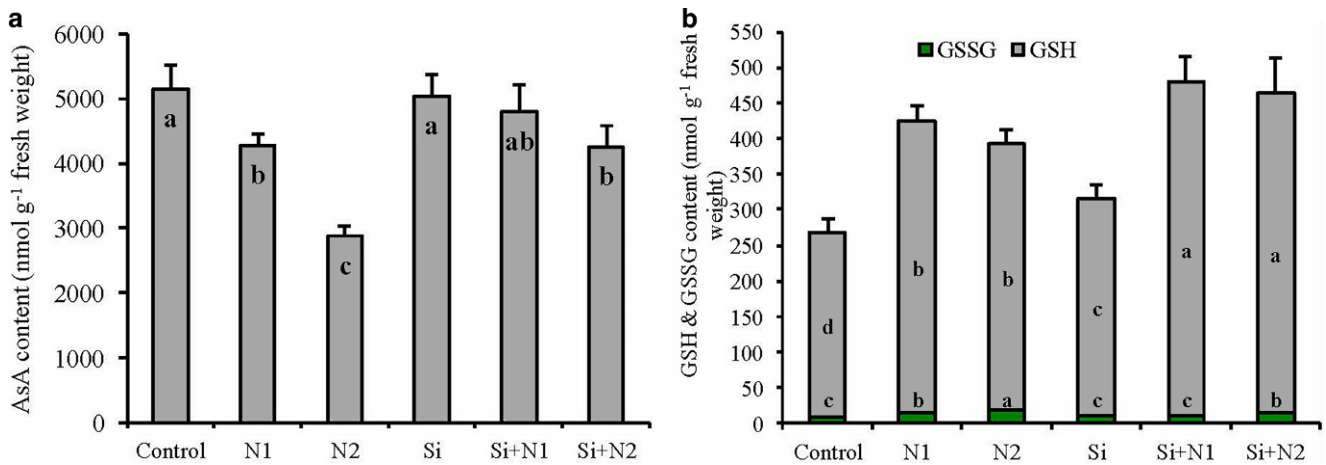 a
AsA content (nmol g⁻¹ fresh weight)
6000
5000
4000
3000
2000
1000
0
a
b
c
a
ab
b
Control N1 N2 Si Si+N1 Si+N2
b
GSH & GSSG content (nmol g⁻¹ fresh
weight)
550
500
450
400
350
300
250
200
150
100
50
0
GSSG GSH
d b b c a a
c b a c c b
Control N1 N2 Si Si+N1 Si+N2